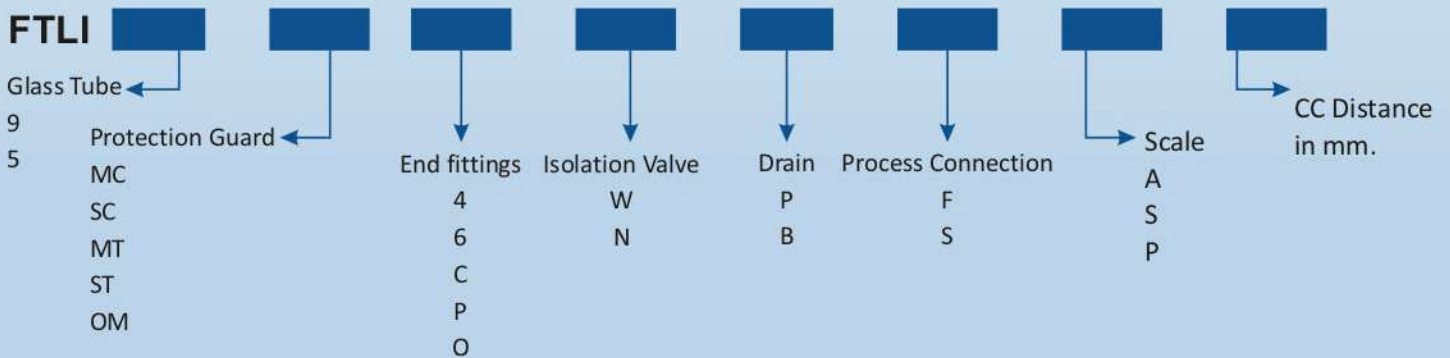 FTLI
Glass Tube
9
5
Protection Guard
MC
SC
MT
ST
OM
End fittings
4
6
C
P
O
Isolation Valve
W
N
Drain
P
B
Process Connection
F
S
Scale
A
S
P
CC Distance
in mm.